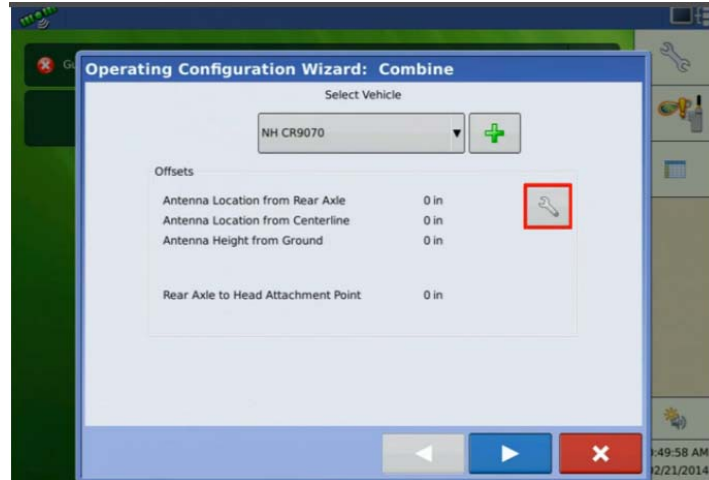 Gu
Operating Configuration Wizard: Combine
Select Vehicle
NH CR9070
Offsets
Antenna Location from Rear Axle 0 in
Antenna Location from Centerline 0 in
Antenna Height from Ground 0 in
Rear Axle to Head Attachment Point 0 in
:49:58 AM
02/21/2014